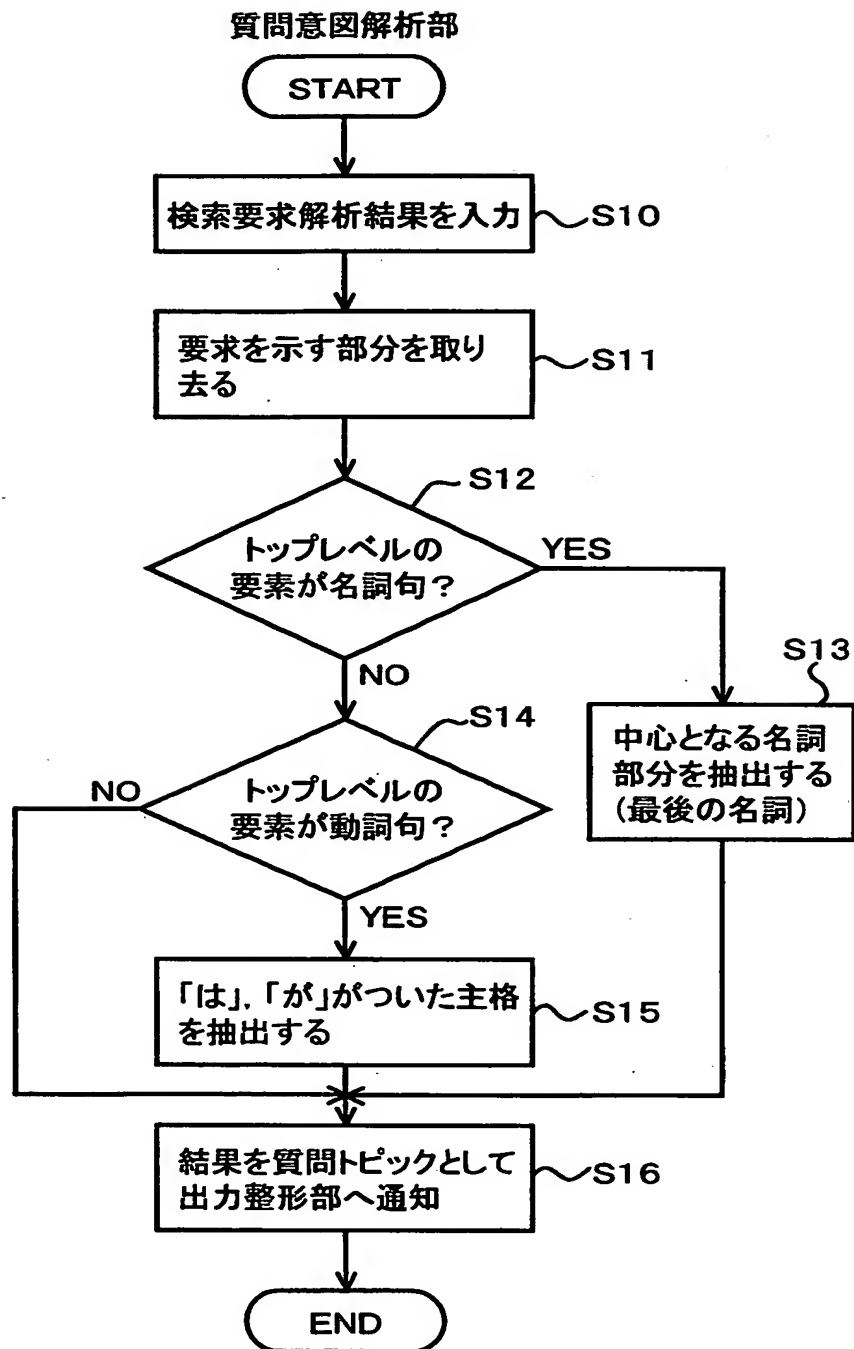 質問意図解析部
START
検索要求解析結果を入力
S10
要求を示す部分を取り
去る
S11
S12
トップレベルの
要素が名詞句？
YES
NO
S13
中心となる名詞
部分を抽出する
(最後の名詞)
S14
トップレベルの
要素が動詞句？
NO
YES
「は」,「が」がついた主格
を抽出する
S15
結果を質問トピックとして
出力整形部へ通知
S16
END